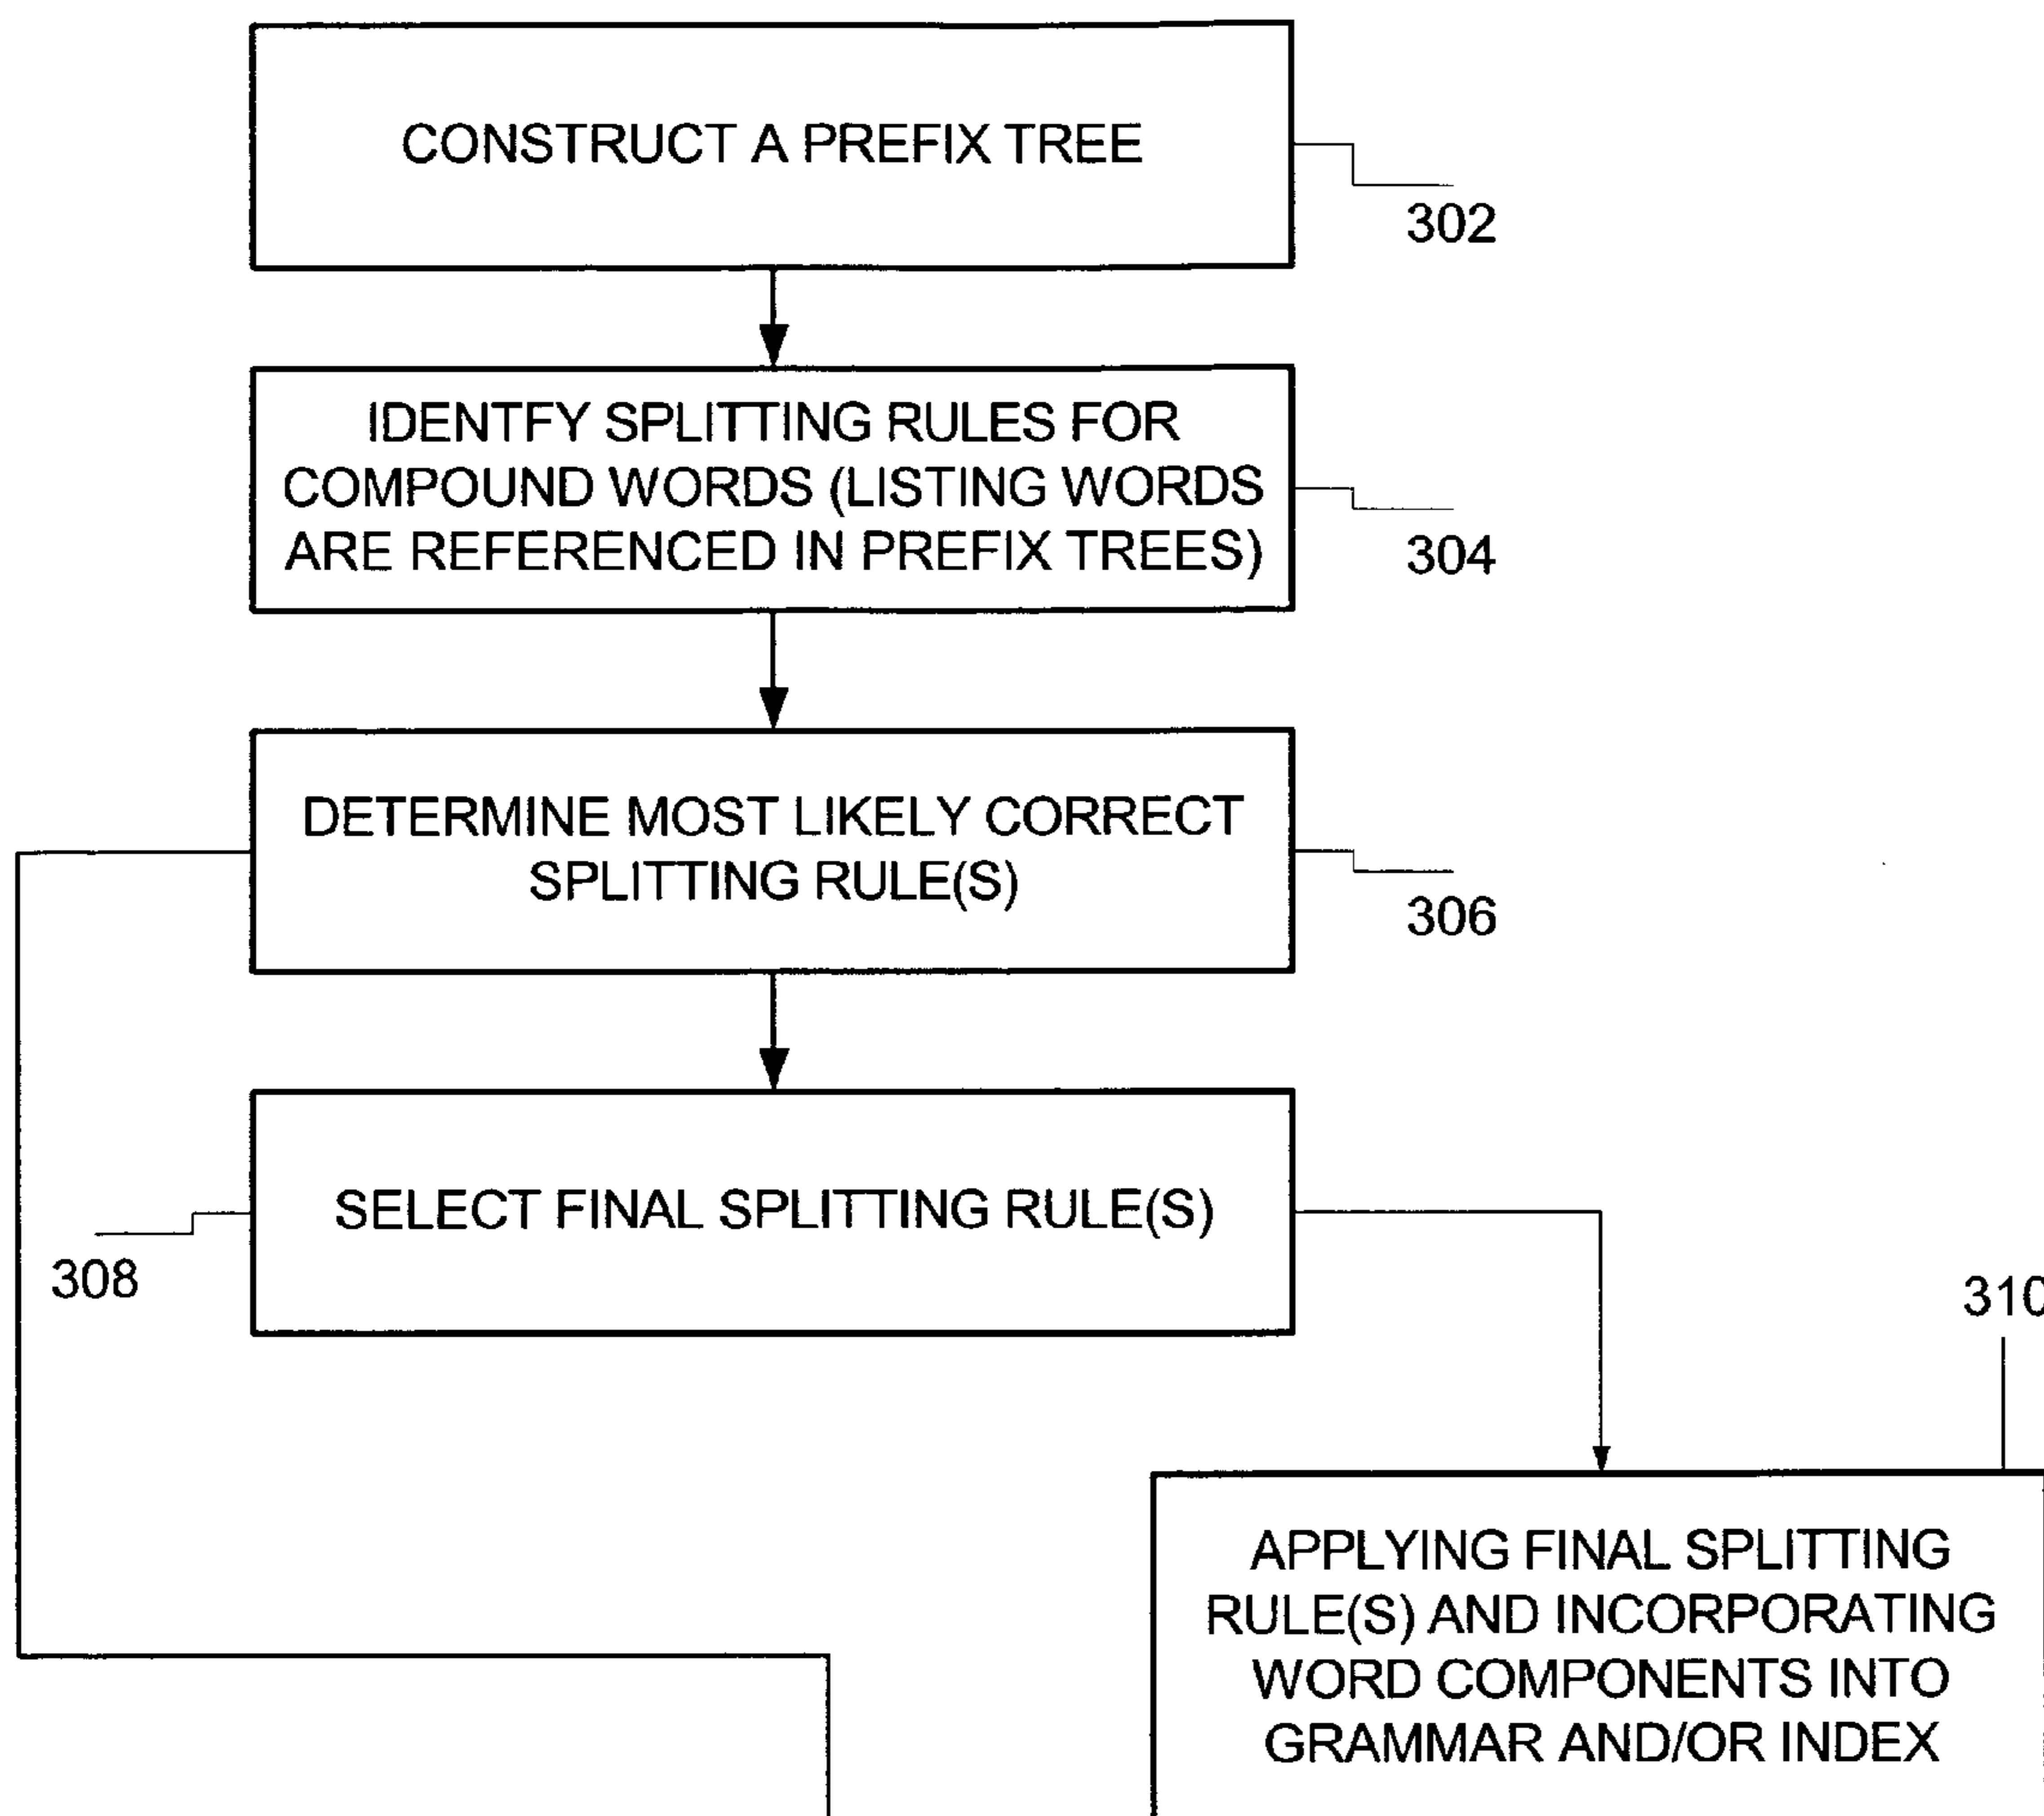 CONSTRUCT A PREFIX TREE
302
IDENTFY SPLITTING RULES FOR
COMPOUND WORDS (LISTING WORDS
ARE REFERENCED IN PREFIX TREES)
304
DETERMINE MOST LIKELY CORRECT
SPLITTING RULE(S)
306
SELECT FINAL SPLITTING RULE(S)
308
310
APPLYING FINAL SPLITTING
RULE(S) AND INCORPORATING
WORD COMPONENTS INTO
GRAMMAR AND/OR INDEX